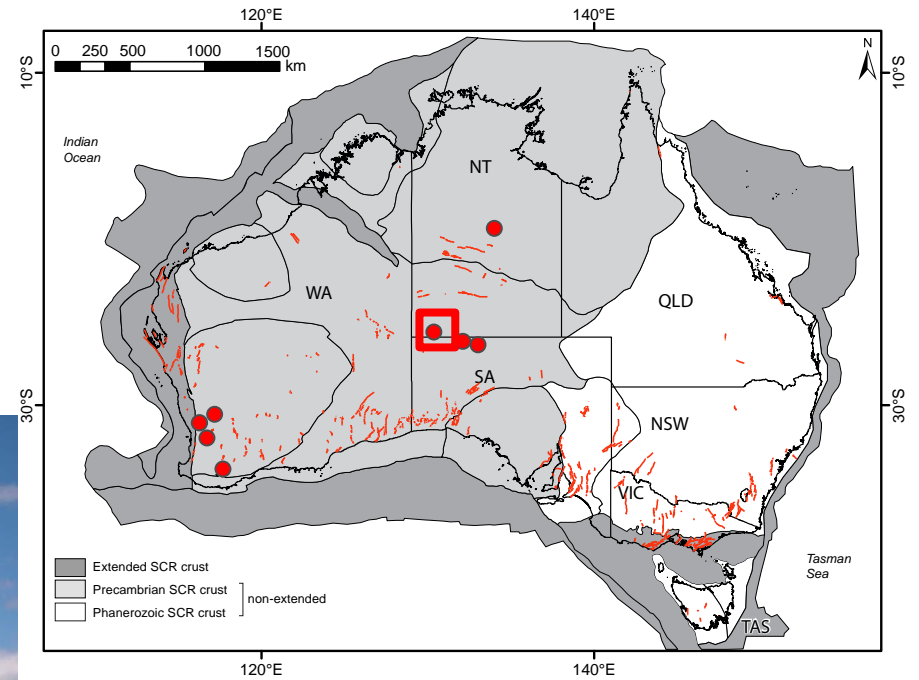 120°E 140°E
0 250 500 1000 1500
km
N
10°S 10°S
Indian
Ocean
NT
WA
QLD
SA
30°S 30°S
NSW
VIC
Extended SCR crust
Precambrian SCR crust
non-extended
Phanerozoic SCR crust
Tasman
Sea
TAS
120°E 140°E